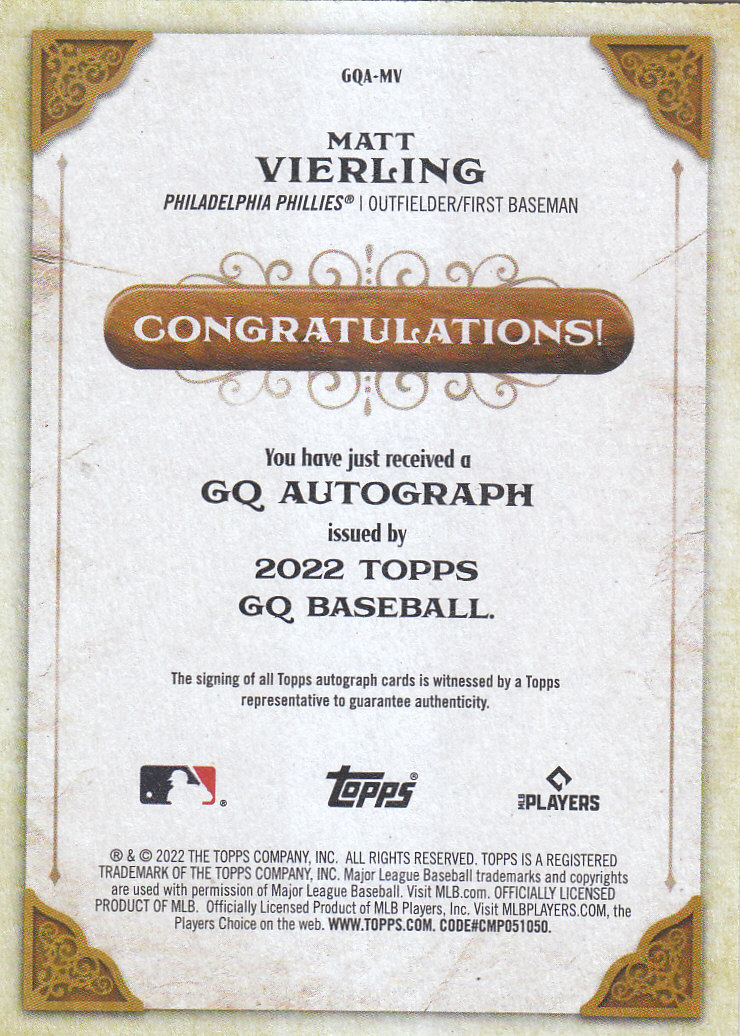 GQA-MV
MATT
VIERLING
PHILADELPHIA PHILLIES® | OUTFIELDER/FIRST BASEMAN
CONGRATULATIONS!
You have just received a
GQ AUTOGRAPH
issued by
2022 TOPPS
GQ BASEBALL.
The signing of all Topps autograph cards is witnessed by a Topps
representative to guarantee authenticity.
® TOPPS® MLB PLAYERS
® & © 2022 THE TOPPS COMPANY, INC. ALL RIGHTS RESERVED. TOPPS IS A REGISTERED
TRADEMARK OF THE TOPPS COMPANY, INC. Major League Baseball trademarks and copyrights
are used with permission of Major League Baseball. Visit MLB.com. OFFICIALLY LICENSED
PRODUCT OF MLB. Officially Licensed Product of MLB Players, Inc. Visit MLBPLAYERS.COM, the
Players Choice on the web. WWW.TOPPS.COM. CODE#CMP051050.